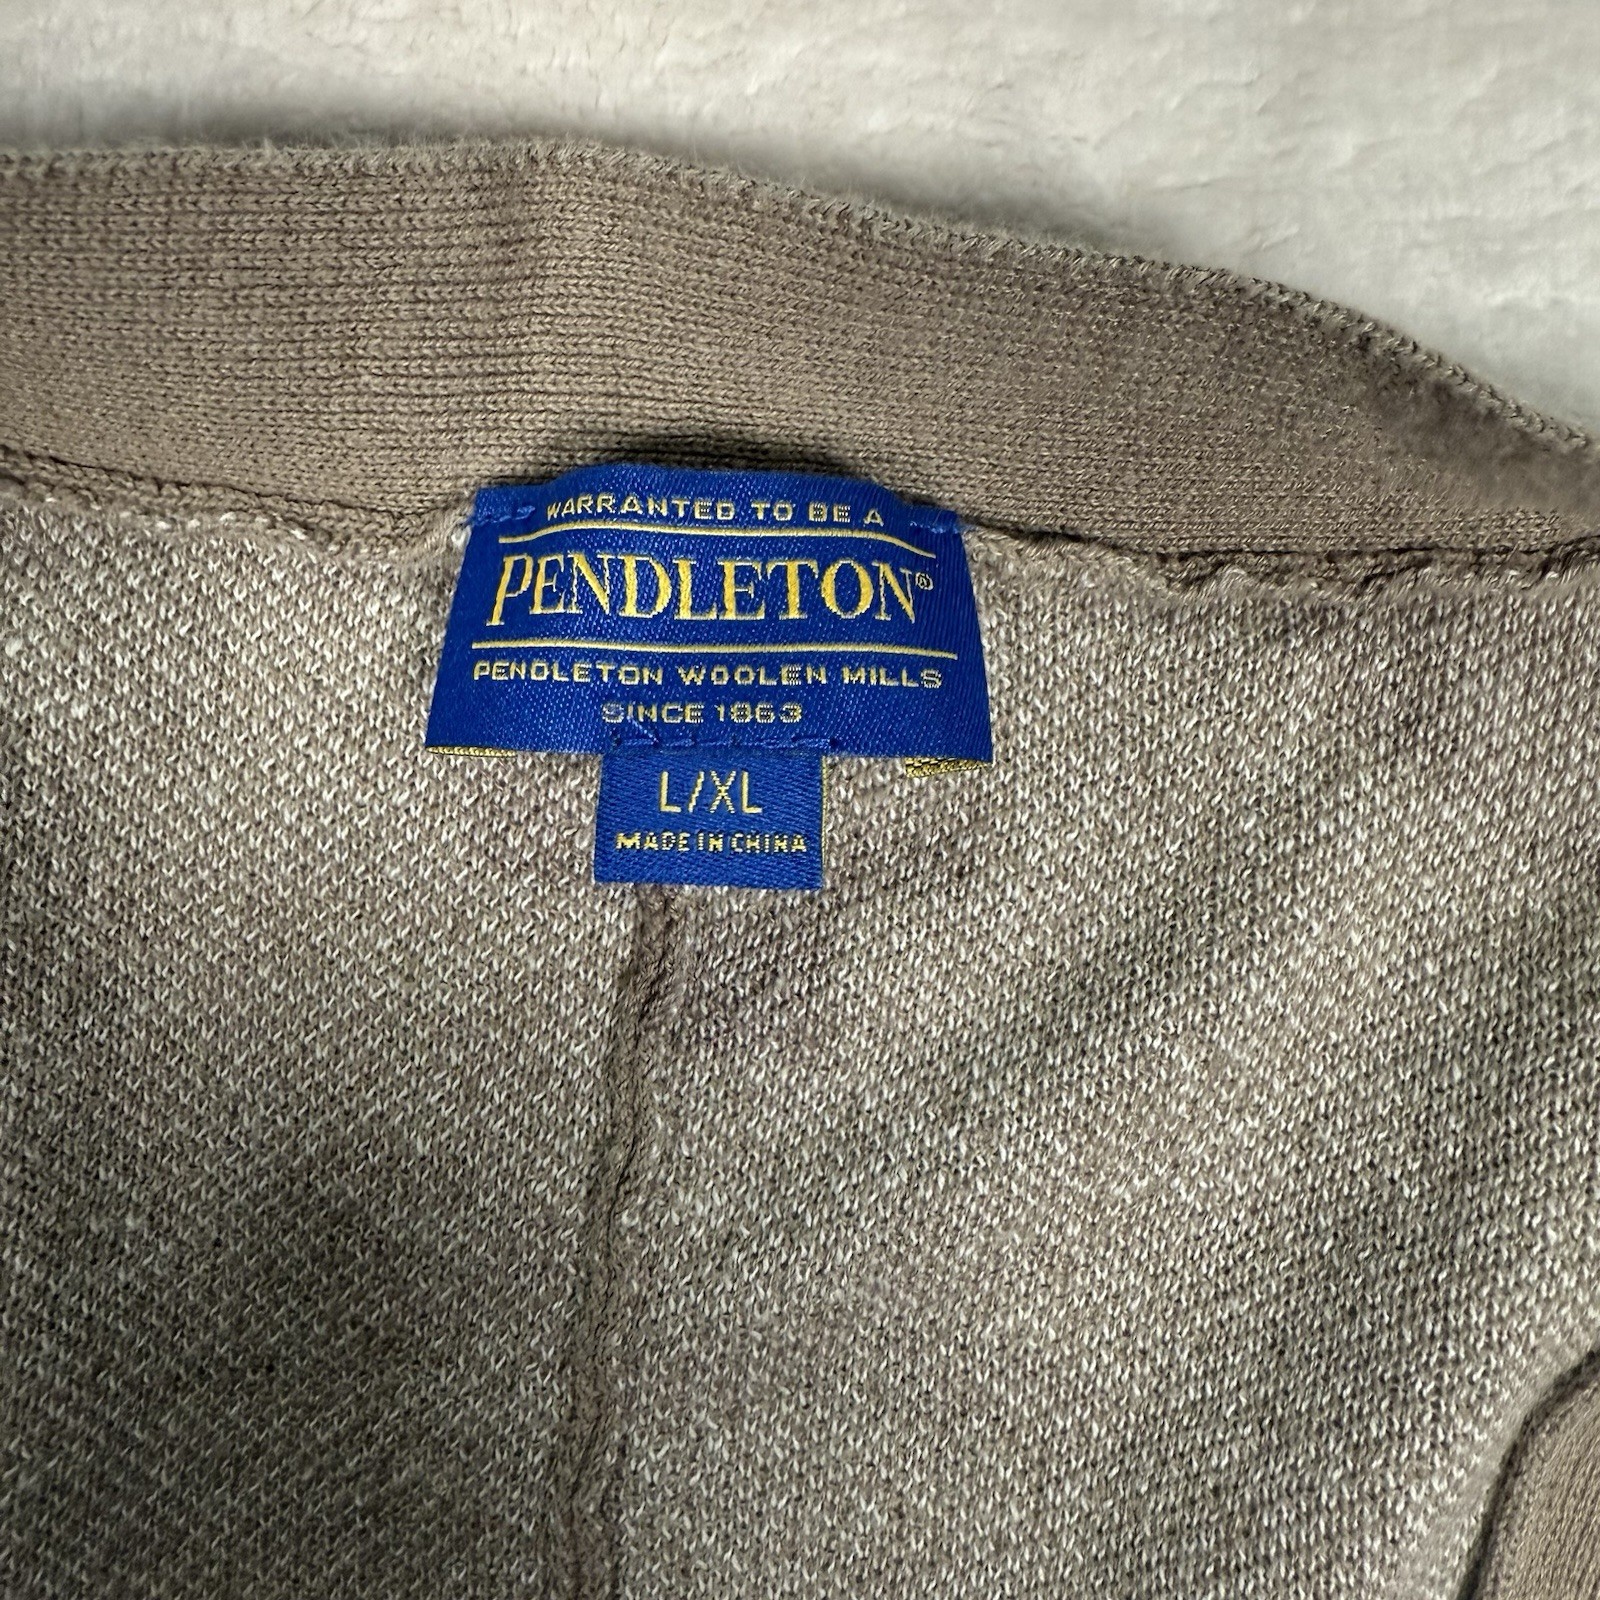 WARRANTED TO BE A
PENDLETON®
PENDLETON WOOLEN MILLS
SINCE 1863
L/XL
MADE IN CHINA